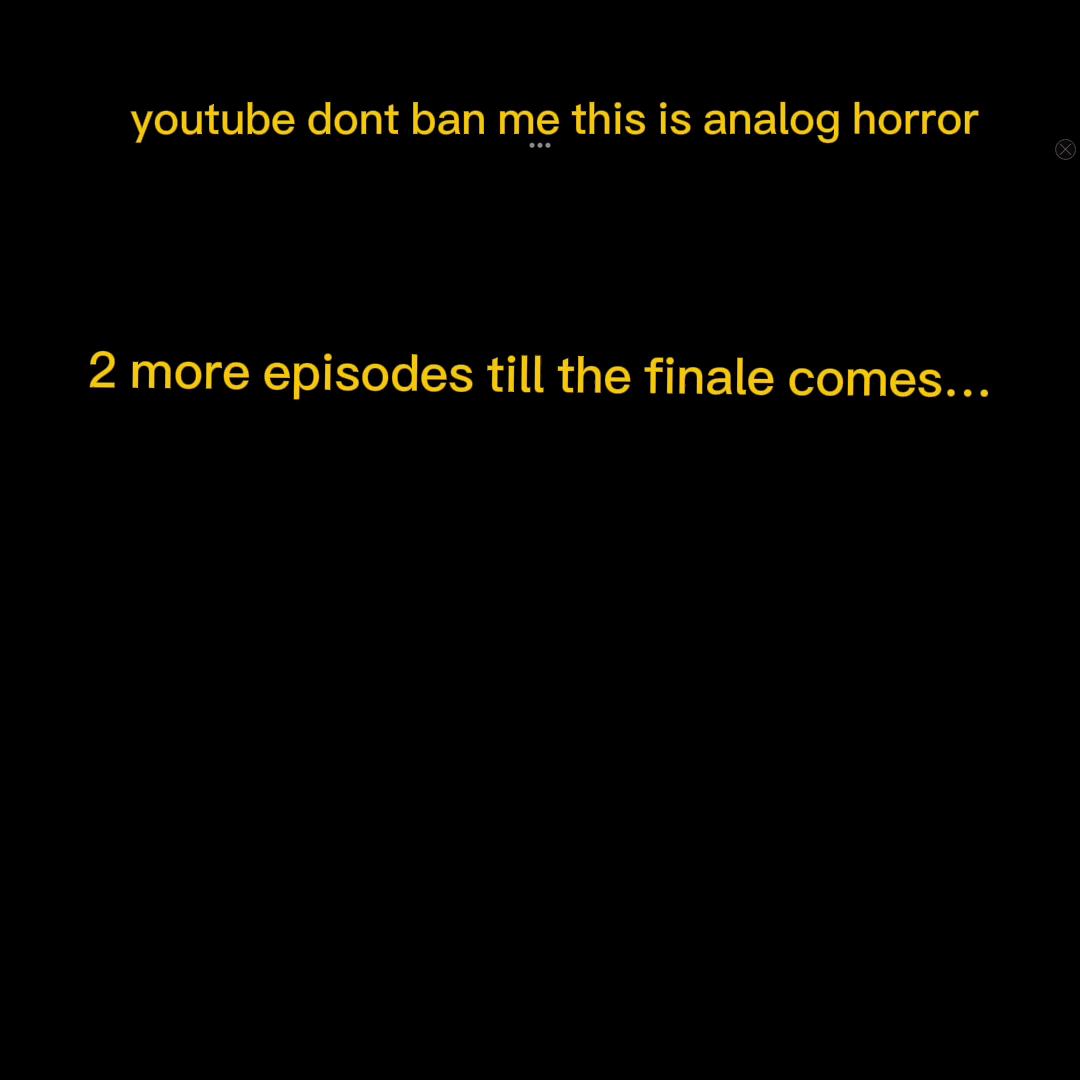 youtube dont ban me this is analog horror
2 more episodes till the finale comes...